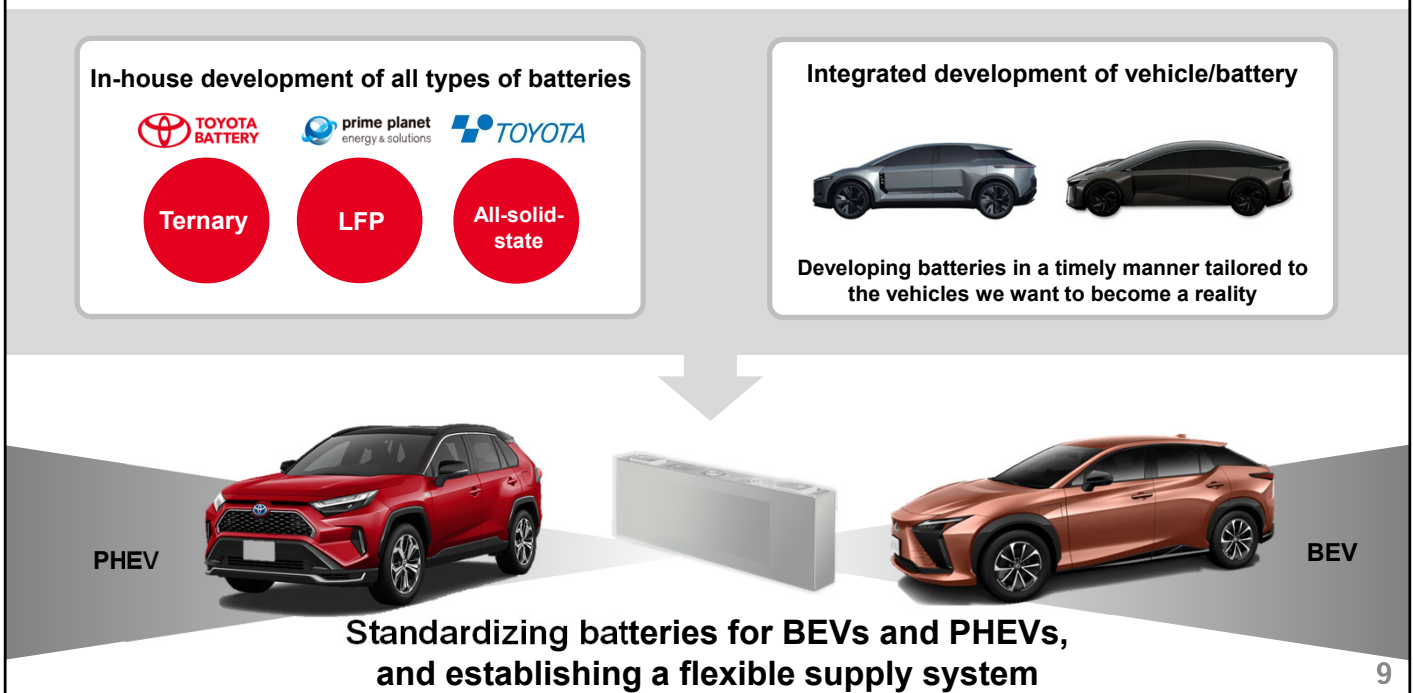 In-house development of all types of batteries
TOYOTA
BATTERY
prime planet
energy & solutions
TOYOTA
Ternary
LFP
All-solid-
state
Integrated development of vehicle/battery
Developing batteries in a timely manner tailored to
the vehicles we want to become a reality
PHEV
BEV
Standardizing batteries for BEVs and PHEVs,
and establishing a flexible supply system
9